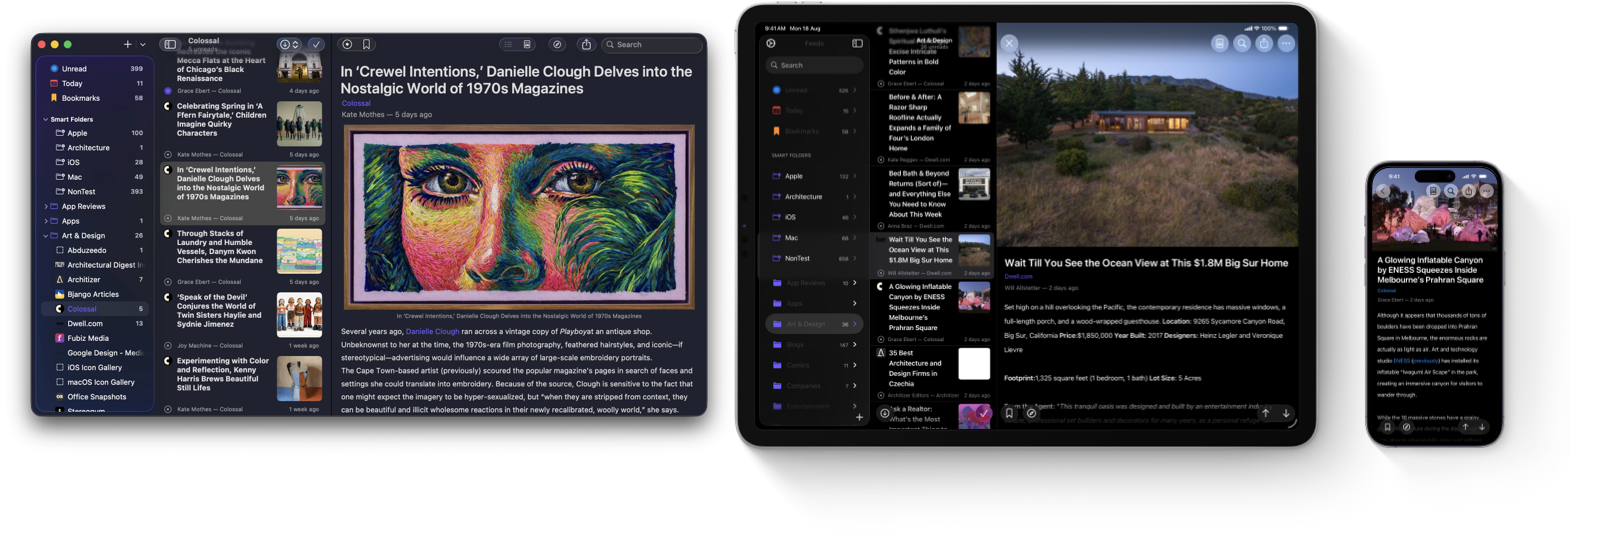 Colossal
Search
Unread 399
Today 11
Bookmarks 58
Smart Folders
Apple 100
Architecture 1
iOS 28
Mac 49
NonTest 393
App Reviews
Apps 1
Art & Design 26
Abduzeedo 1
Architectural Digest
Architizer 7
Bjango Articles
Colossal 5
Dwell.com 13
Fubiz Media
Google Design - Med
iOS Icon Gallery
macOS Icon Gallery
Office Snapshots
Mecca Flats at the Heart
of Chicago's Black
Renaissance
Grace Ebert — Colossal 4 days ago
Celebrating Spring in ‘A
Ffern Fairytale,’ Children
Imagine Quirky
Characters
Kate Mothes — Colossal 5 days ago
In ‘Crewel Intentions,’
Danielle Clough Delves
into the Nostalgic World
of 1970s Magazines
Kate Mothes — Colossal 5 days ago
Through Stacks of
Laundry and Humble
Vessels, Danym Kwon
Cherishes the Mundane
Grace Ebert — Colossal 5 days ago
‘Speak of the Devil’
Conjures the World of
Twin Sisters Haylie and
Sydnie Jimenez
Joy Machine — Colossal 1 week ago
Experimenting with Color
and Reflection, Kenny
Harris Brews Beautiful
Still Lifes
Kate Mothes — Colossal 1 week ago
In ‘Crewel Intentions,’ Danielle Clough Delves into the
Nostalgic World of 1970s Magazines
Colossal
Kate Mothes — 5 days ago
In ‘Crewel Intentions,’ Danielle Clough Delves into the Nostalgic World of 1970s Magazines
Several years ago, Danielle Clough ran across a vintage copy of Playboyat an antique shop.
Unbeknownst to her at the time, the 1970s-era film photography, feathered hairstyles, and iconic—if
stereotypical—advertising would influence a wide array of large-scale embroidery portraits.
The Cape Town-based artist (previously) scoured the popular magazine's pages in search of faces and
settings she could translate into embroidery. Because of the source, Clough is sensitive to the fact that
one might expect the imagery to be hyper-sexualized, but “when they are stripped from context, they
can be beautiful and illicit wholesome reactions in their newly recalibrated, woolly world,” she says.
9:41 AM Mon 18 Aug
100%
Feeds
Search
Unread 526
Today 15
Bookmarks 58
SMART FOLDERS
Apple 132
Architecture 1
iOS
Mac 68
NonTest
App Reviews 10
Apps
Art & Design 36
Blogs 147
Comics 11
Companies 7
Entertainment
Art & Design
Excise Intricate
Patterns in Bold
Color
Grace Ebert — Colossal 2 days ago
Before & After: A
Razor Sharp
Roofline Actually
Expands a Family of
Four's London
Home
Kate Reggev — Dwell.com 2 days ago
Bed Bath & Beyond
Returns (Sort of)—
and Everything Else
You Need to Know
About This Week
Anna Braz — Dwell.com 2 days ago
Wait Till You See the
Ocean View at This
$1.8M Big Sur Home
Will Allstetter — Dwell.com 2 days ago
A Glowing Inflatable
Canyon by ENESS
Squeezes Inside
Melbourne's
Prahran Square
Grace Ebert — Colossal 2 days ago
35 Best
Architecture and
Design Firms in
Czechia
Architizer Editors — Architizer 2 days ago
Ask a Realtor:
What's the Most
Wait Till You See the Ocean View at This $1.8M Big Sur Home
Dwell.com
Will Allstetter — 2 days ago
Set high on a hill overlooking the Pacific, the contemporary residence has massive windows, a
full-length porch, and a wood-wrapped guesthouse. Location: 9265 Sycamore Canyon Road,
Big Sur, California Price:$1,850,000 Year Built: 2017 Designers: Heinz Legler and Veronique
Lievre
Footprint:1,325 square feet (1 bedroom, 1 bath) Lot Size: 5 Acres
From the Agent: “This tranquil oasis was designed and built by an entertainment
9:41
A Glowing Inflatable Canyon
by ENESS Squeezes Inside
Melbourne's Prahran Square
Colossal
Grace Ebert — 2 days ago
Although it appears that thousands of tons of
boulders have been dropped into Prahran
Square in Melbourne, the enormous rocks are
actually as light as air. Art and technology
studio ENESS (previously) has installed its
inflatable “Iwagumi Air Scape” in the park,
creating an immersive canyon for visitors to
wander through.
While the 16 massive stones have a grainy,